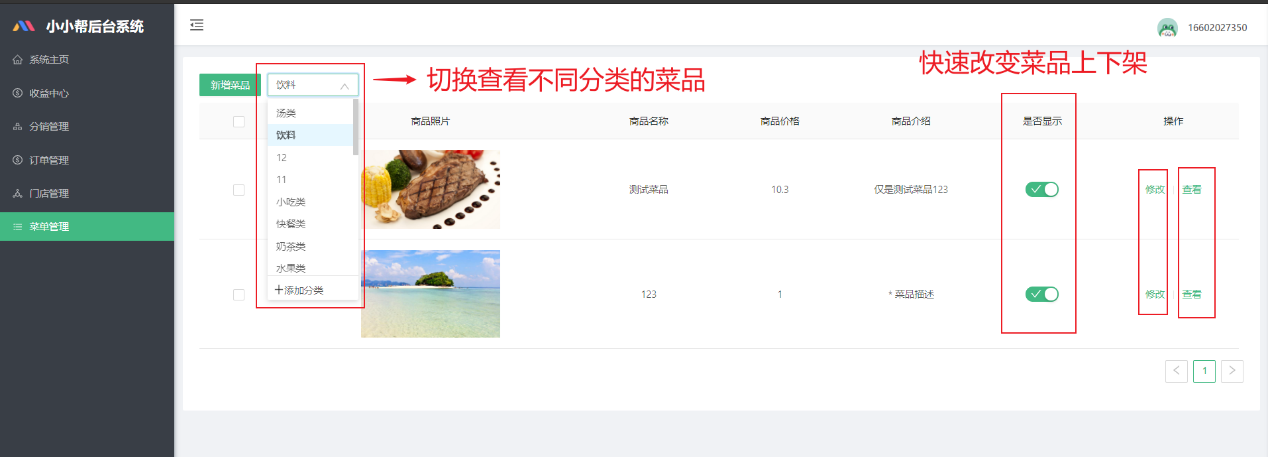 小小帮后台系统
16602027350
系统主页
收益中心
分销管理
订单管理
门店管理
菜单管理
新增菜品
饮料
切换查看不同分类的菜品
快速改变菜品上下架
商品照片 商品名称 商品价格 商品介绍 是否显示 操作
汤类
饮料
12
11
小吃类
快餐类
奶茶类
水果类
添加分类
测试菜品 10.3 仅是测试菜品123 修改 查看
123 1 * 菜品描述 修改 查看
1